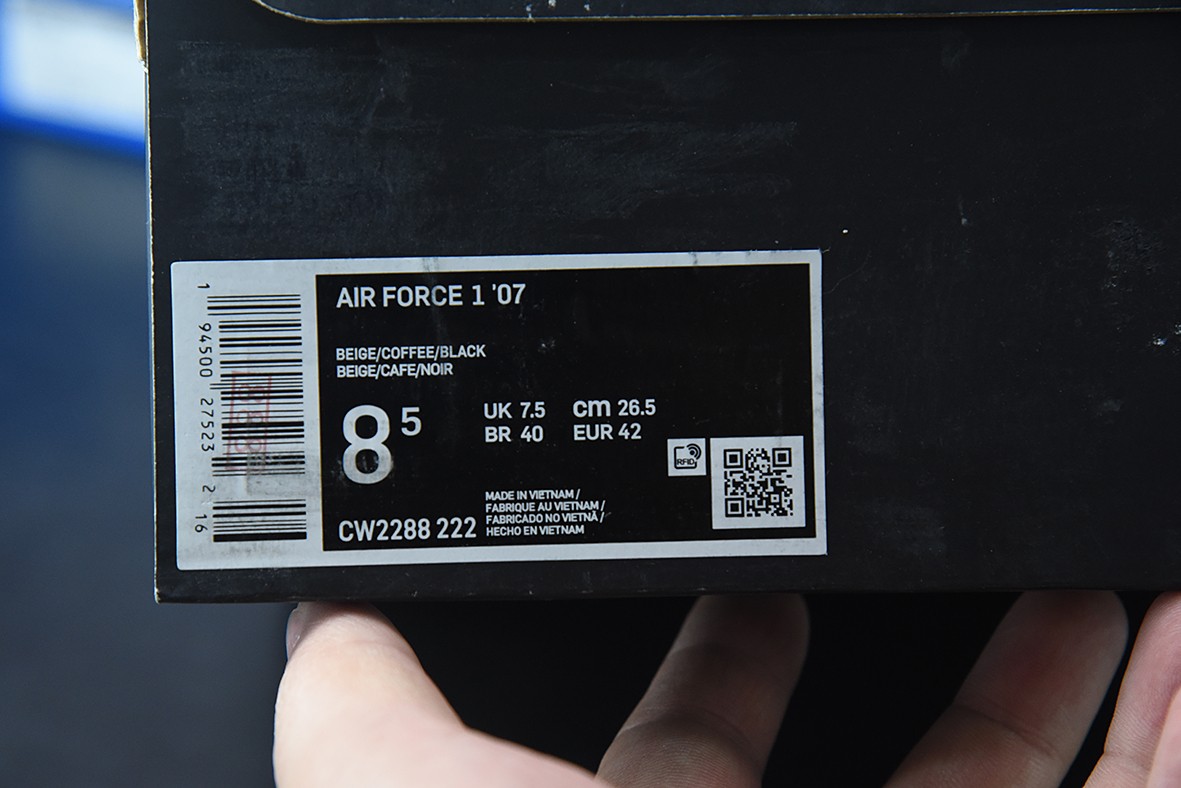 AIR FORCE 1 '07
BEIGE/COFFEE/BLACK
BEIGE/CAFE/NOIR
8 5
UK 7.5 cm 26.5
BR 40 EUR 42
RFID
MADE IN VIETNAM /
FABRIQUE AU VIETNAM /
FABRICADO NO VIETNÃ /
HECHO EN VIETNAM
CW2288 222
1 94500 27523 2 16